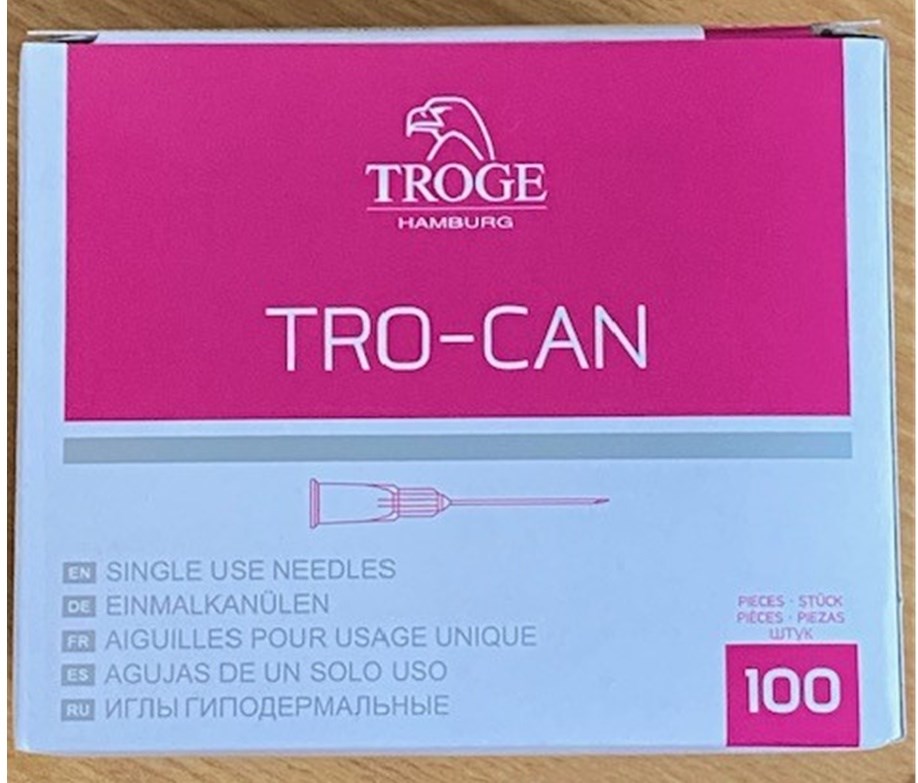 TROGE
HAMBURG
TRO-CAN
EN SINGLE USE NEEDLES
DE EINMALKANÜLEN
FR AIGUILLES POUR USAGE UNIQUE
ES AGUJAS DE UN SOLO USO
RU ИГЛЫ ГИПОДЕРМАЛЬНЫЕ
PIECES · STÜCK
PIÈCES · PIEZAS
ШТУК
100